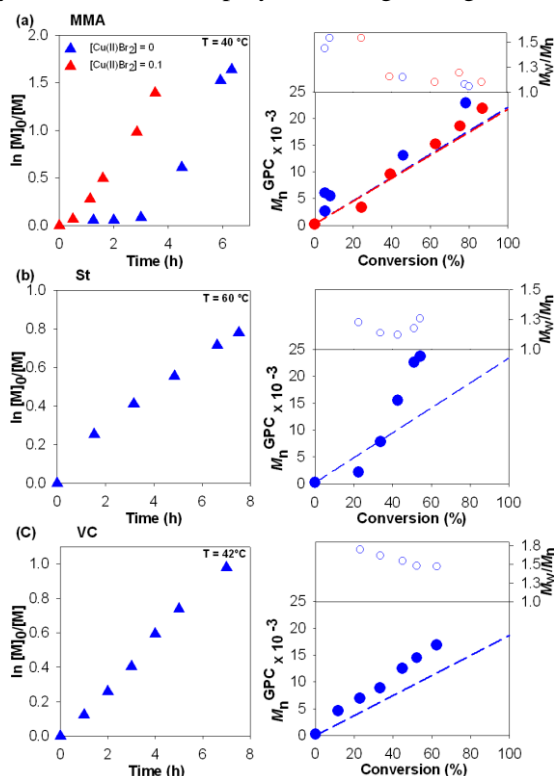 (a) MMA
[Cu(II)Br2] = 0
[Cu(II)Br2] = 0.1
T = 40 ºC
2.0
1.5
1.0
0.5
0.0
ln [M]0/[M]
0 2 4 6
Time (h)
1.5
1.2
1.0
Mw/Mn
25
20
15
10
5
0
Mn GPC x 10 -3
0 20 40 60 80 100
Conversion (%)
(b) St
T = 60 ºC
1.0
0.8
0.6
0.4
0.2
0.0
ln [M]0/[M]
0 2 4 6 8
Time (h)
1.5
1.3
1.0
Mw/Mn
25
20
15
10
5
0
Mn GPC x 10 -3
0 20 40 60 80 100
Conversion (%)
(C) VC
T = 42ºC
1.0
0.8
0.6
0.4
0.2
0.0
ln [M]0/[M]
0 2 4 6 8
Time (h)
1.8
1.5
1.3
1.0
Mw/Mn
25
20
15
10
5
0
Mn GPC x 10 -3
0 20 40 60 80 100
Conversion (%)